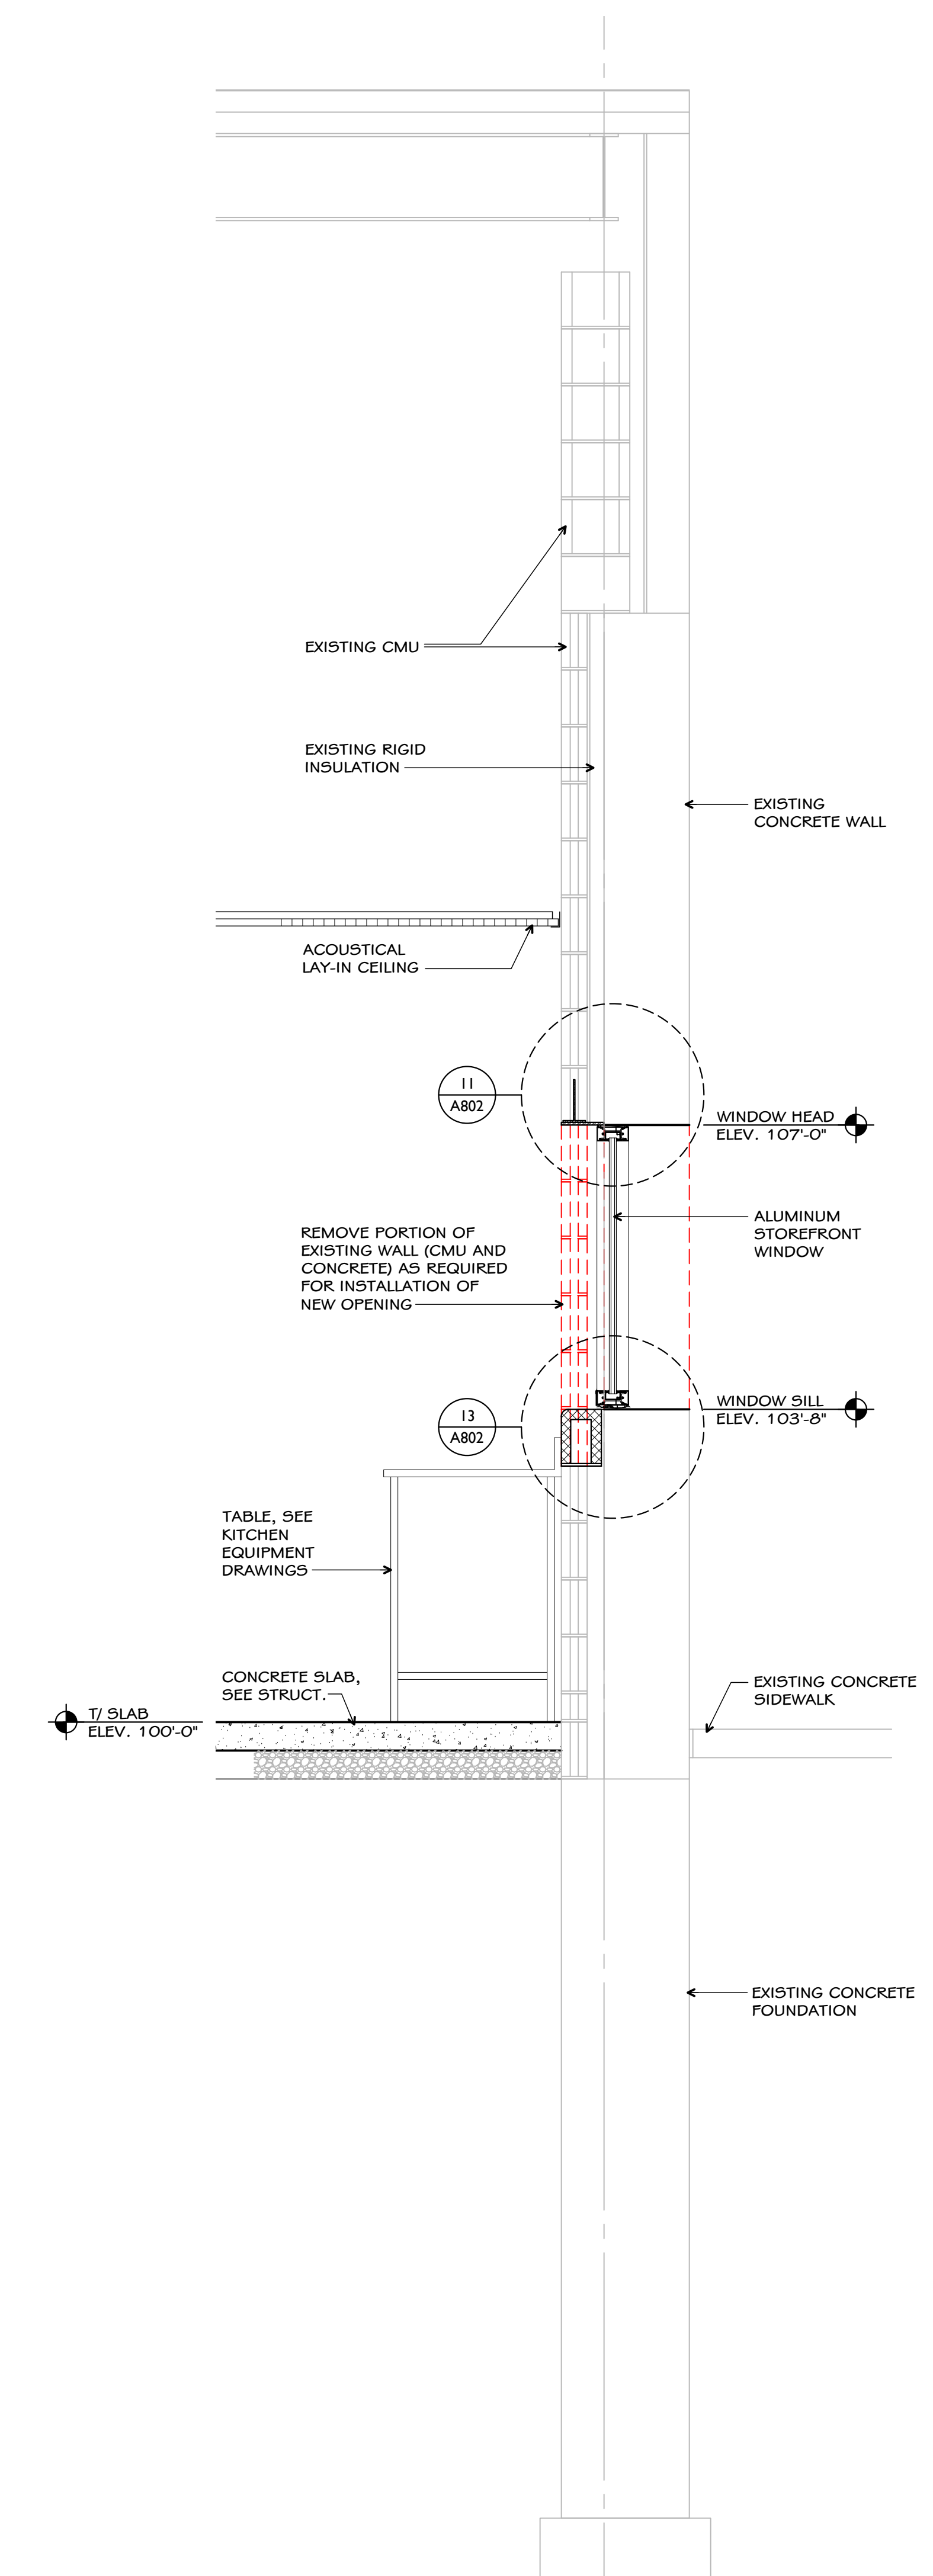 EXISTING CMU
EXISTING RIGID
INSULATION
EXISTING
CONCRETE WALL
ACOUSTICAL
LAY-IN CEILING
11
A802
WINDOW HEAD
ELEV. 107'-0"
ALUMINUM
STOREFRONT
WINDOW
REMOVE PORTION OF
EXISTING WALL (CMU AND
CONCRETE) AS REQUIRED
FOR INSTALLATION OF
NEW OPENING
WINDOW SILL
ELEV. 103'-8"
13
A802
TABLE, SEE
KITCHEN
EQUIPMENT
DRAWINGS
CONCRETE SLAB,
SEE STRUCT.
EXISTING CONCRETE
SIDEWALK
T/ SLAB
ELEV. 100'-0"
EXISTING CONCRETE
FOUNDATION